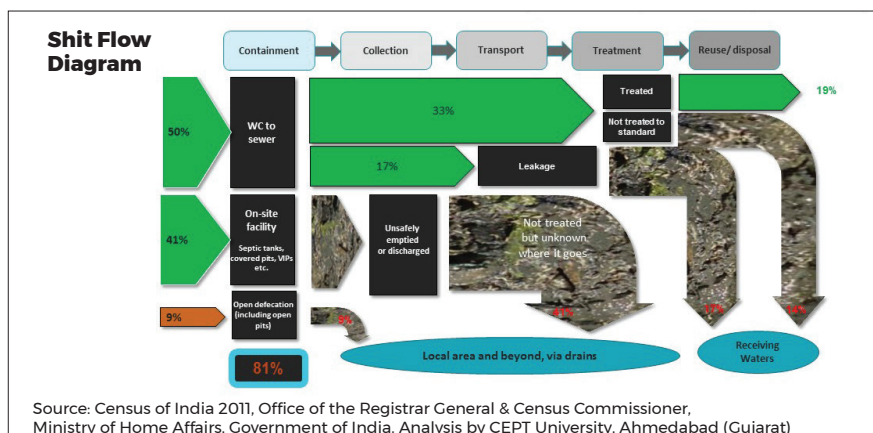 Shit Flow
Diagram
Containment
Collection
Transport
Treatment
Reuse/ disposal
50%
WC to
sewer
33%
Treated
19%
Not treated to
standard
17%
Leakage
41%
On-site
facility
Septic tanks,
covered pits, VIPs
etc.
Unsafely
emptied
or discharged
Not treated
but unknown
where it goes
9%
Open defecation
(including open
pits)
9%
41%
17%
14%
81%
Local area and beyond, via drains
Receiving
Waters
Source: Census of India 2011, Office of the Registrar General & Census Commissioner,
Ministry of Home Affairs, Government of India. Analysis by CEPT University, Ahmedabad (Gujarat)